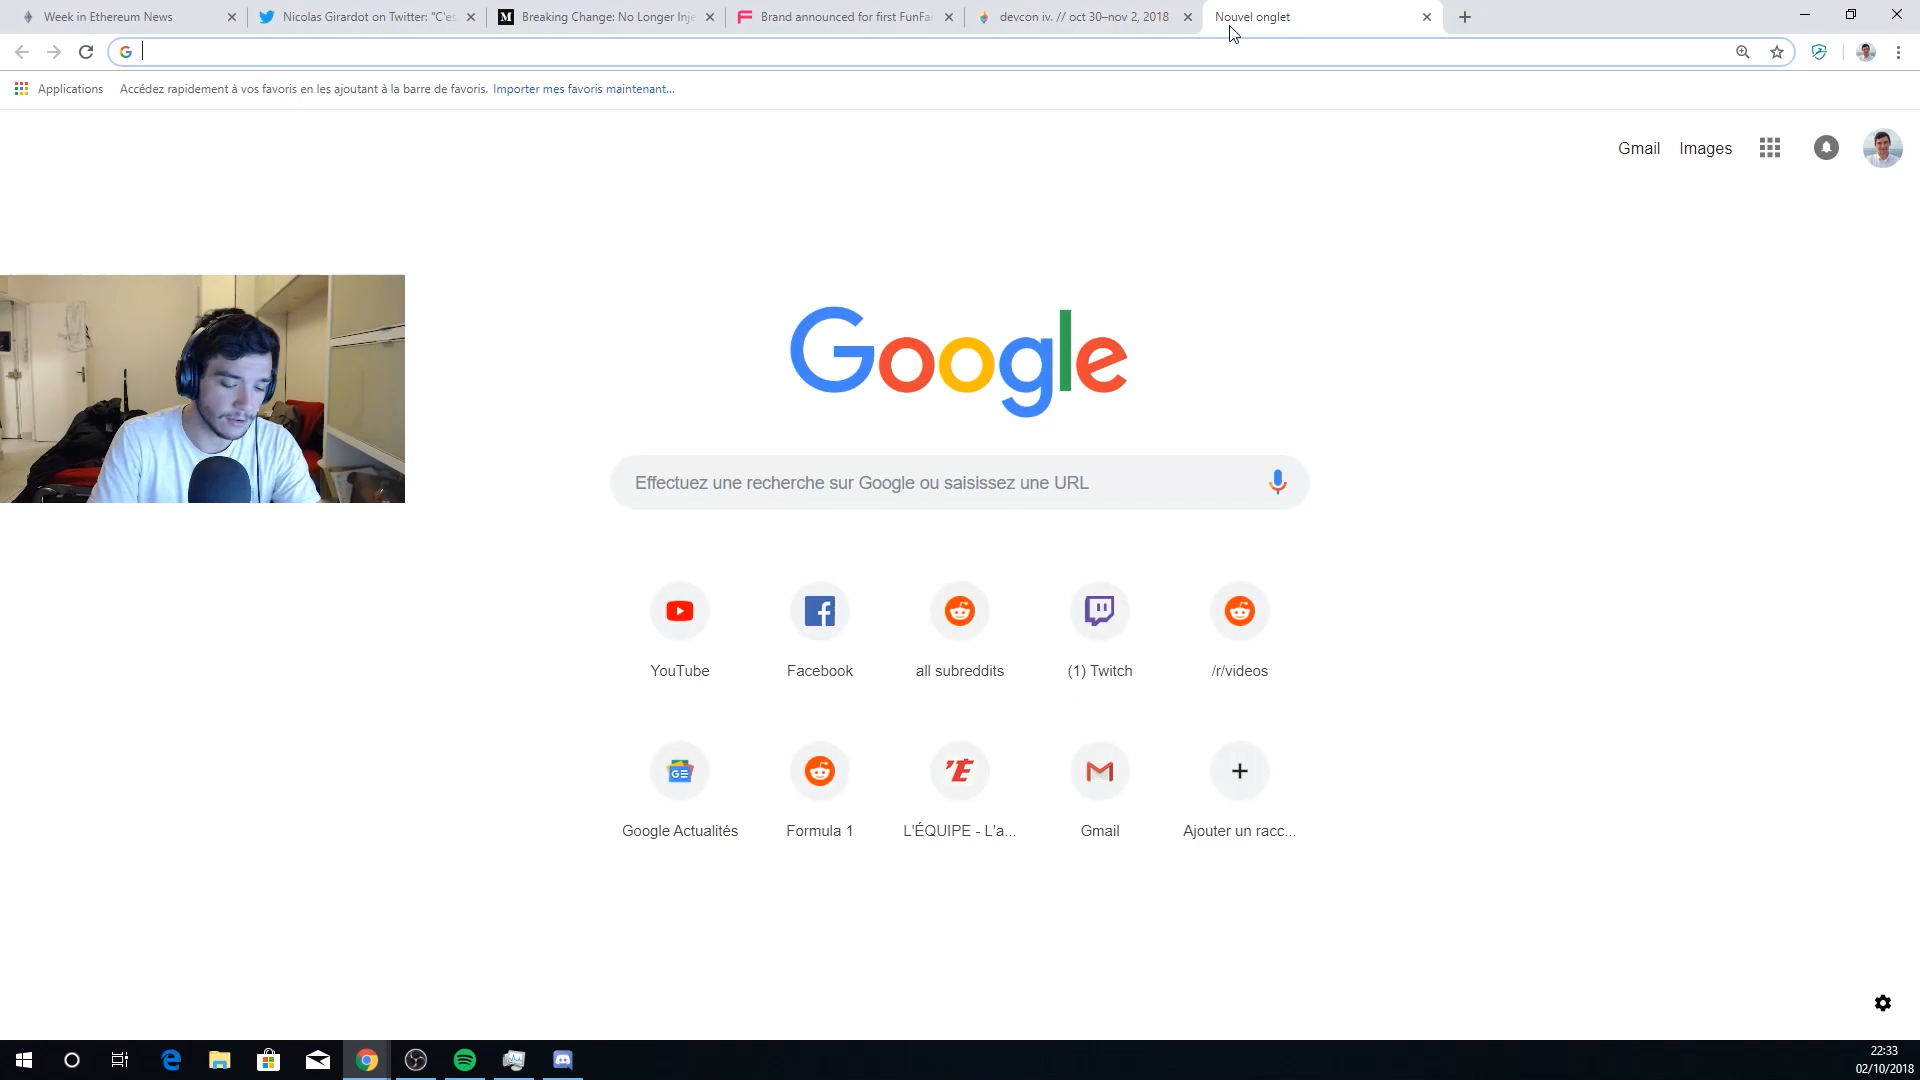 Week in Ethereum News
Nicolas Girardot on Twitter: "C'es
Breaking Change: No Longer Inje
Brand announced for first FunFai
devcon iv. // oct 30–nov 2, 2018
Nouvel onglet
Applications
Accédez rapidement à vos favoris en les ajoutant à la barre de favoris. Importer mes favoris maintenant...
Gmail
Images
Google
Effectuez une recherche sur Google ou saisissez une URL
YouTube
Facebook
all subreddits
(1) Twitch
/r/videos
Google Actualités
Formula 1
L'ÉQUIPE - L'a...
Gmail
Ajouter un racc...
22:33
02/10/2018